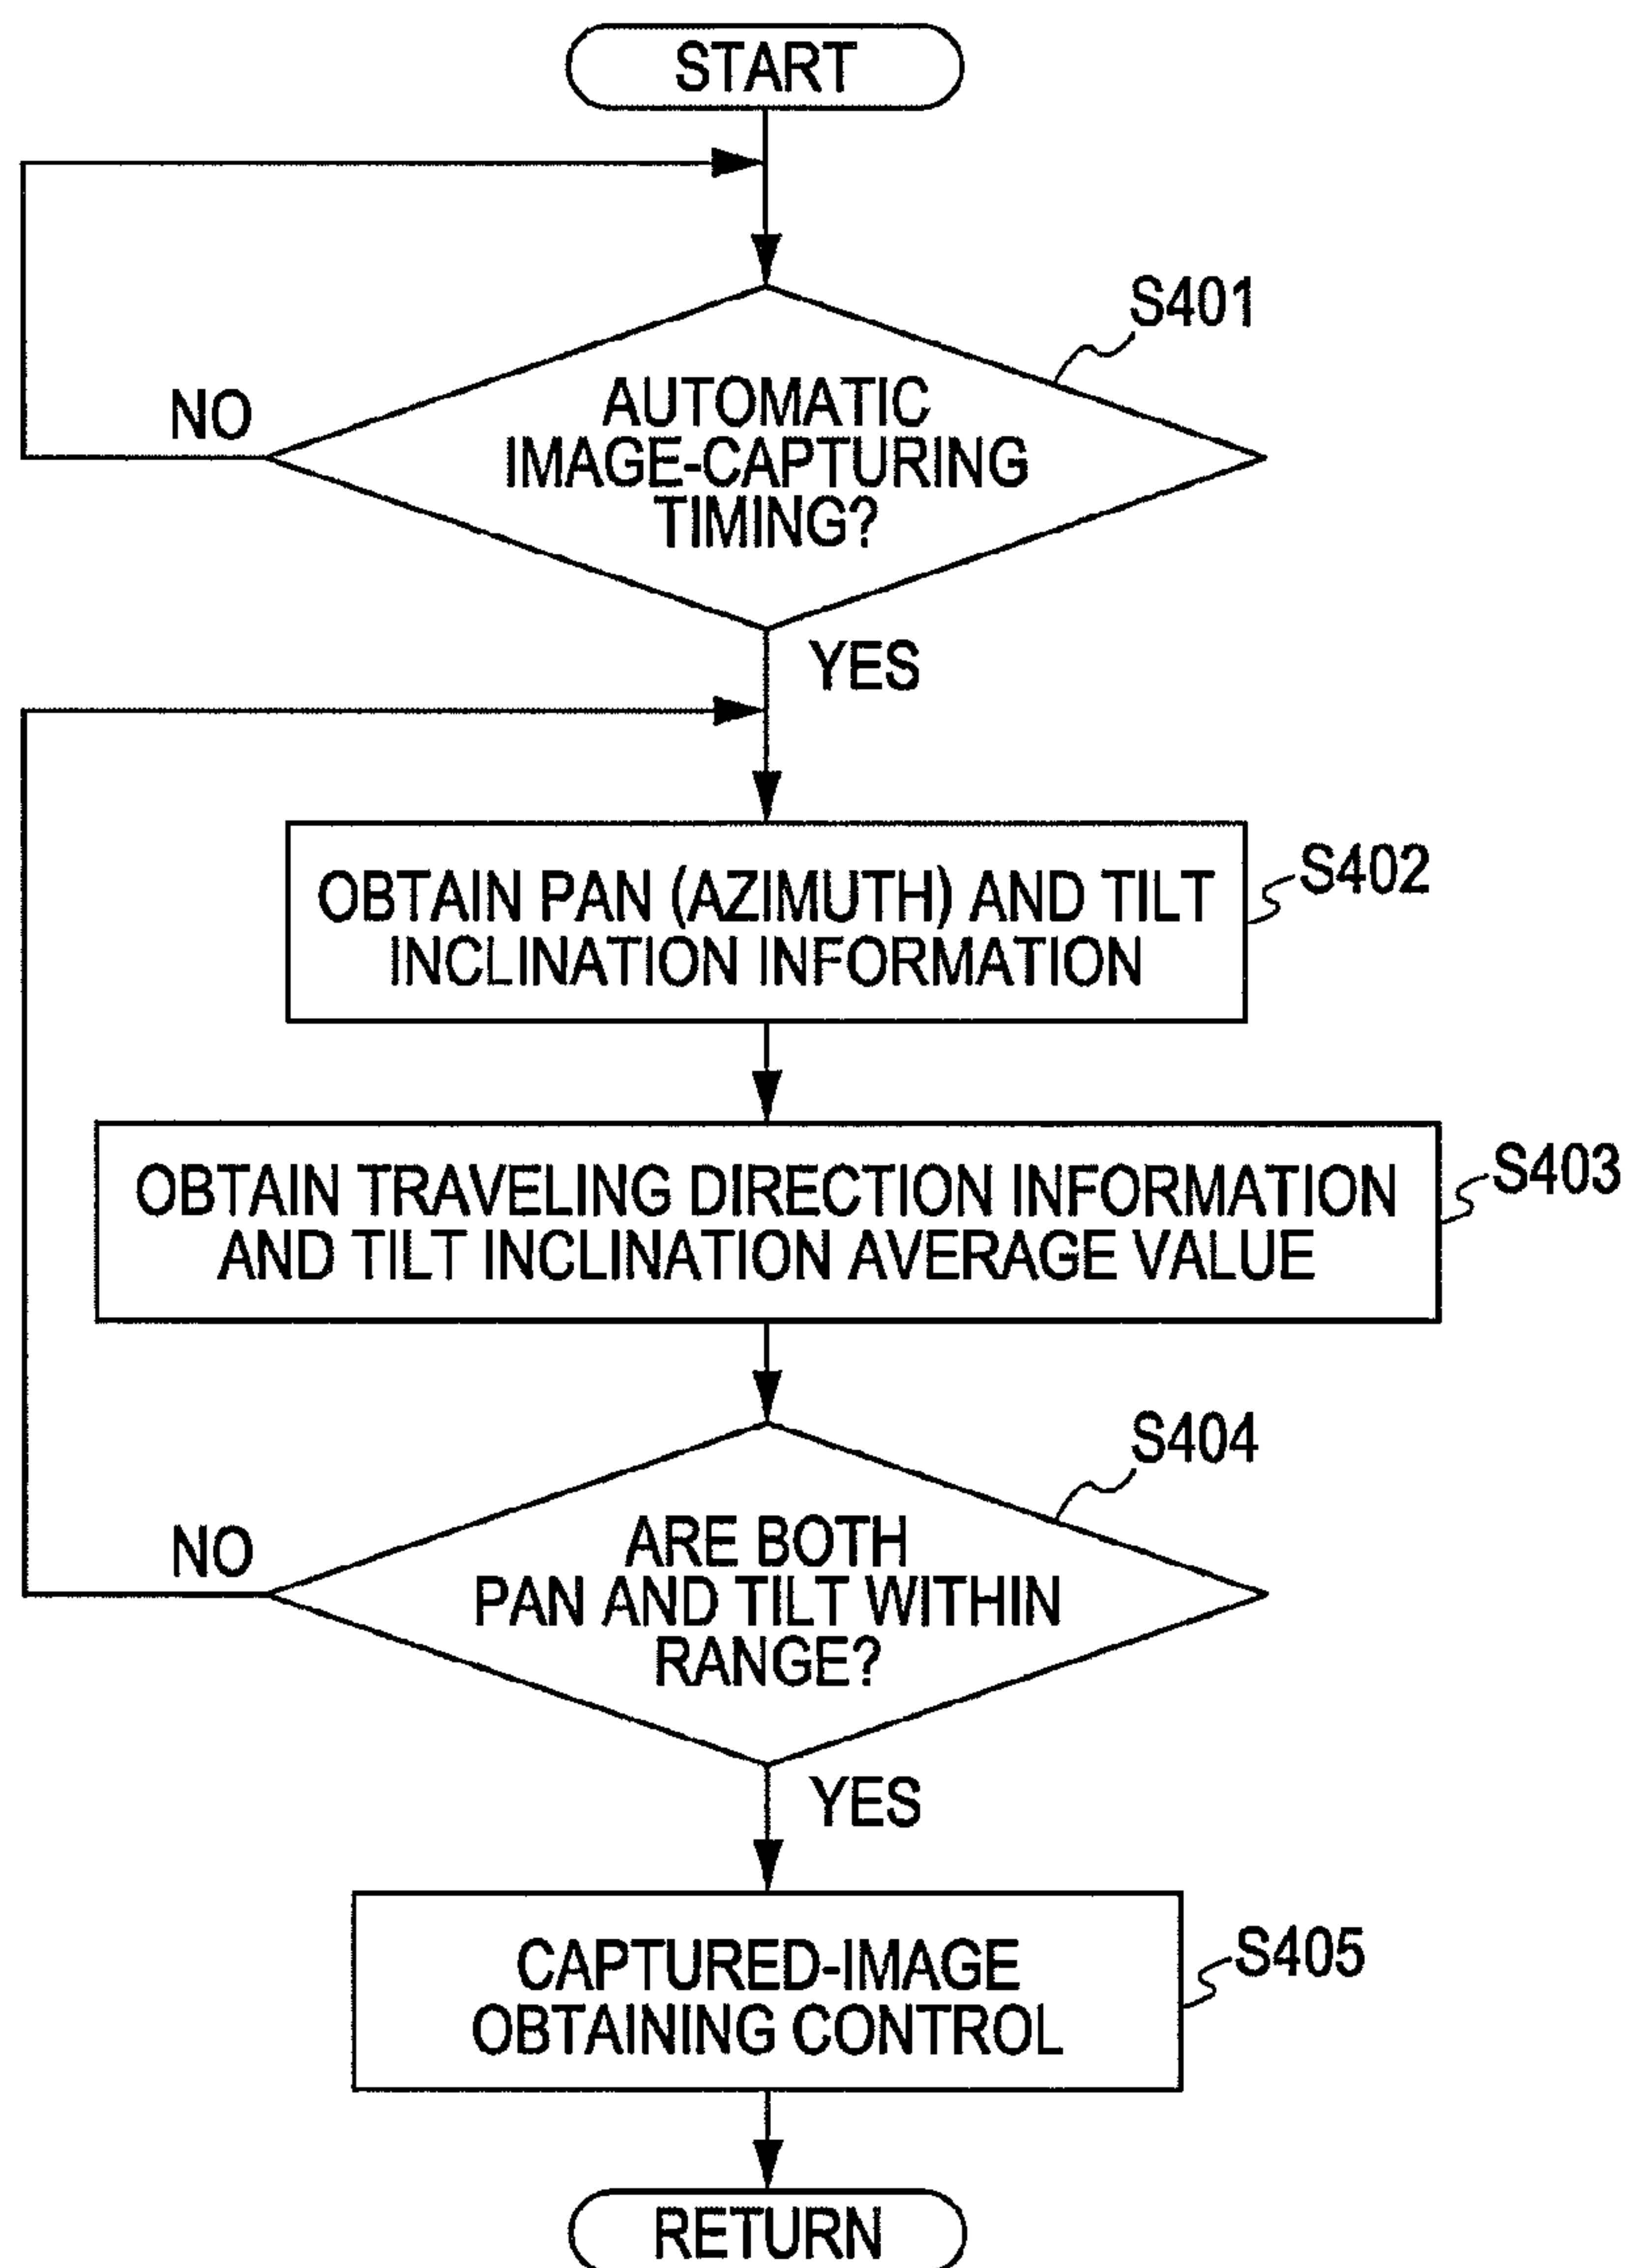 START
S401
AUTOMATIC
IMAGE-CAPTURING
TIMING?
NO
YES
OBTAIN PAN (AZIMUTH) AND TILT
INCLINATION INFORMATION
S402
OBTAIN TRAVELING DIRECTION INFORMATION
AND TILT INCLINATION AVERAGE VALUE
S403
S404
ARE BOTH
PAN AND TILT WITHIN
RANGE?
NO
YES
CAPTURED-IMAGE
OBTAINING CONTROL
S405
RETURN